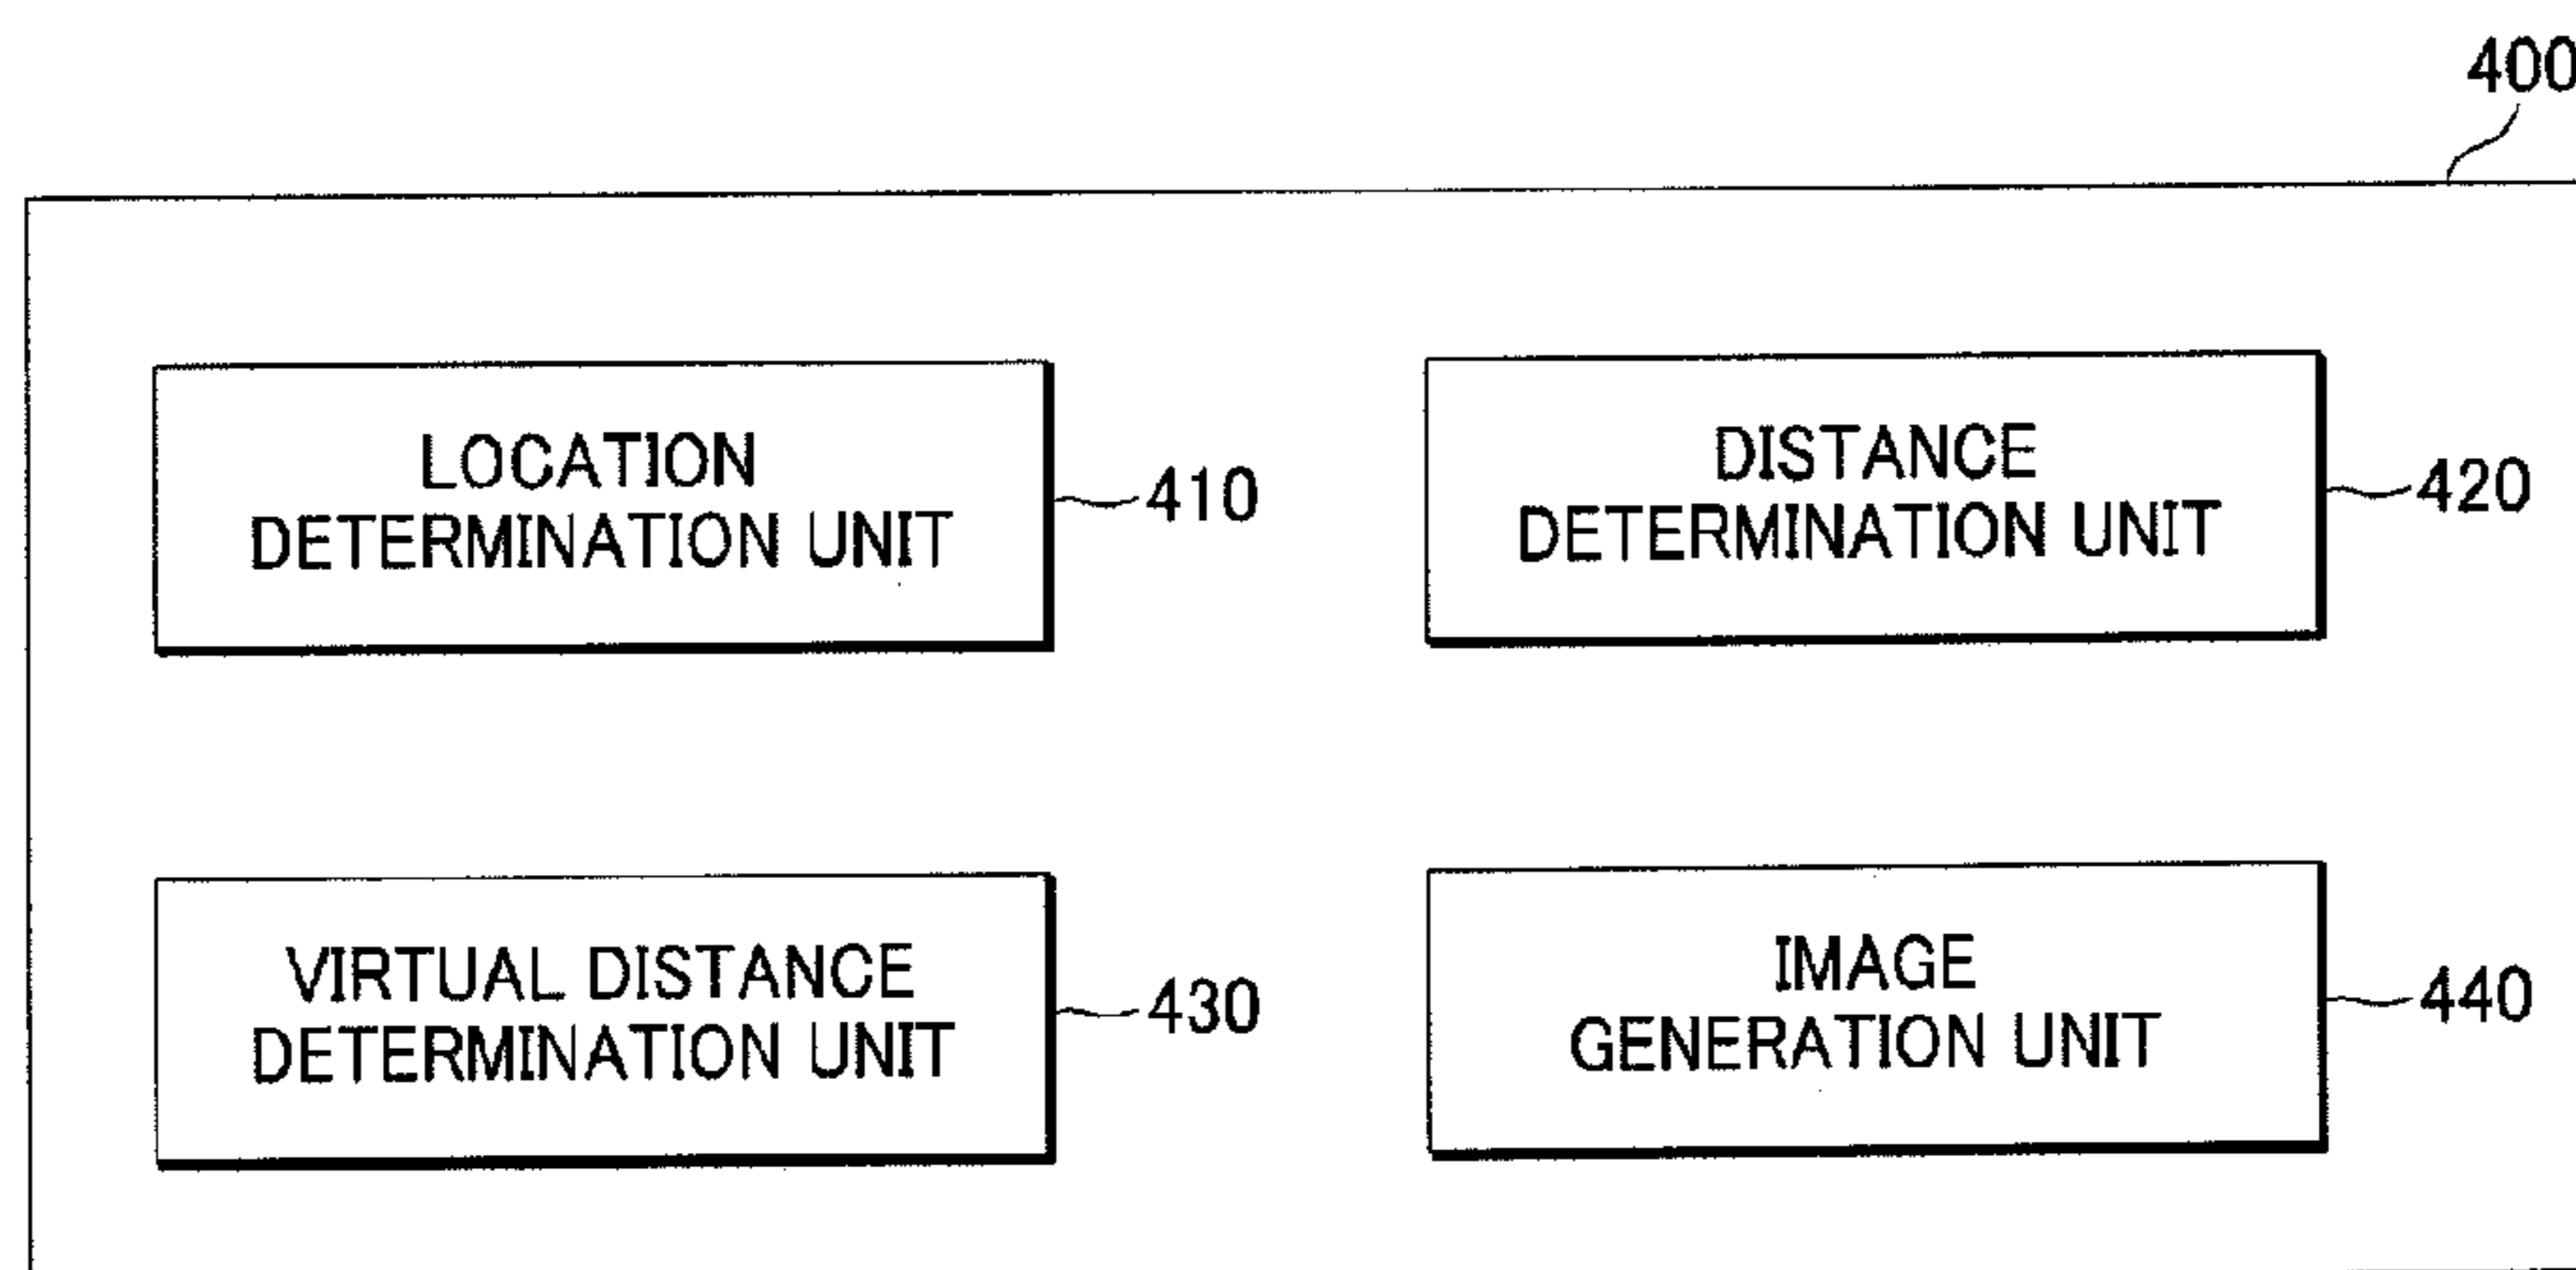 400
LOCATION
DETERMINATION UNIT
410
DISTANCE
DETERMINATION UNIT
420
VIRTUAL DISTANCE
DETERMINATION UNIT
430
IMAGE
GENERATION UNIT
440